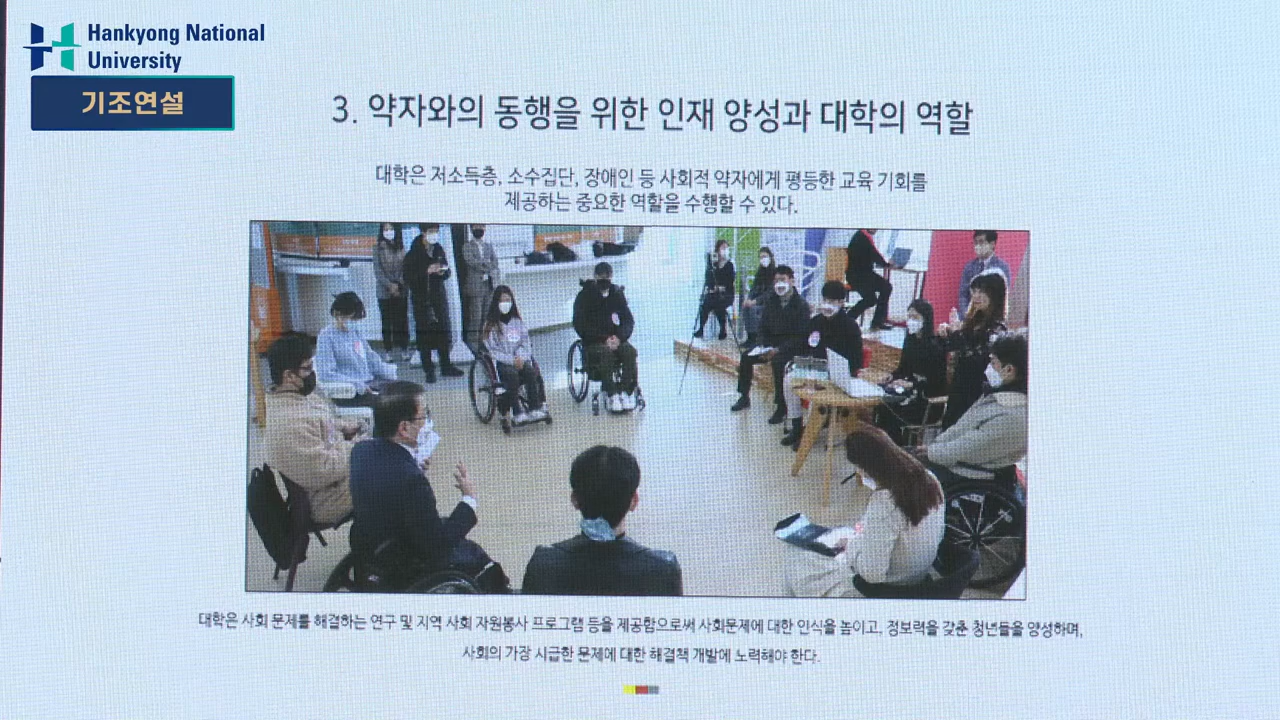 Hankyong National
University
기조연설
3. 약자와의 동행을 위한 인재 양성과 대학의 역할
대학은 저소득층, 소수집단, 장애인 등 사회적 약자에게 평등한 교육 기회를
제공하는 중요한 역할을 수행할 수 있다.
대학은 사회 문제를 해결하는 연구 및 지역 사회 자원봉사 프로그램 등을 제공함으로써 사회문제에 대한 인식을 높이고, 정보력을 갖춘 청년들을 양성하며,
사회의 가장 시급한 문제에 대한 해결책 개발에 노력해야 한다.